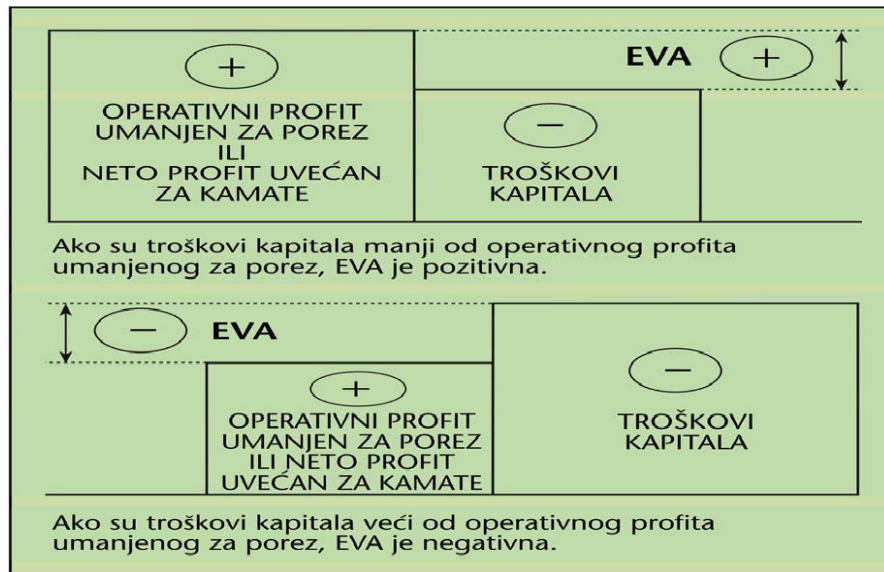 EVA +
+
OPERATIVNI PROFIT
UMANJEN ZA POREZ
ILI
NETO PROFIT UVEĆAN
ZA KAMATE
−
TROŠKOVI
KAPITALA
Ako su troškovi kapitala manji od operativnog profita
umanjenog za porez, EVA je pozitivna.
− EVA
+
OPERATIVNI PROFIT
UMANJEN ZA POREZ
ILI NETO PROFIT
UVEĆAN ZA KAMATE
−
TROŠKOVI
KAPITALA
Ako su troškovi kapitala veći od operativnog profita
umanjenog za porez, EVA je negativna.